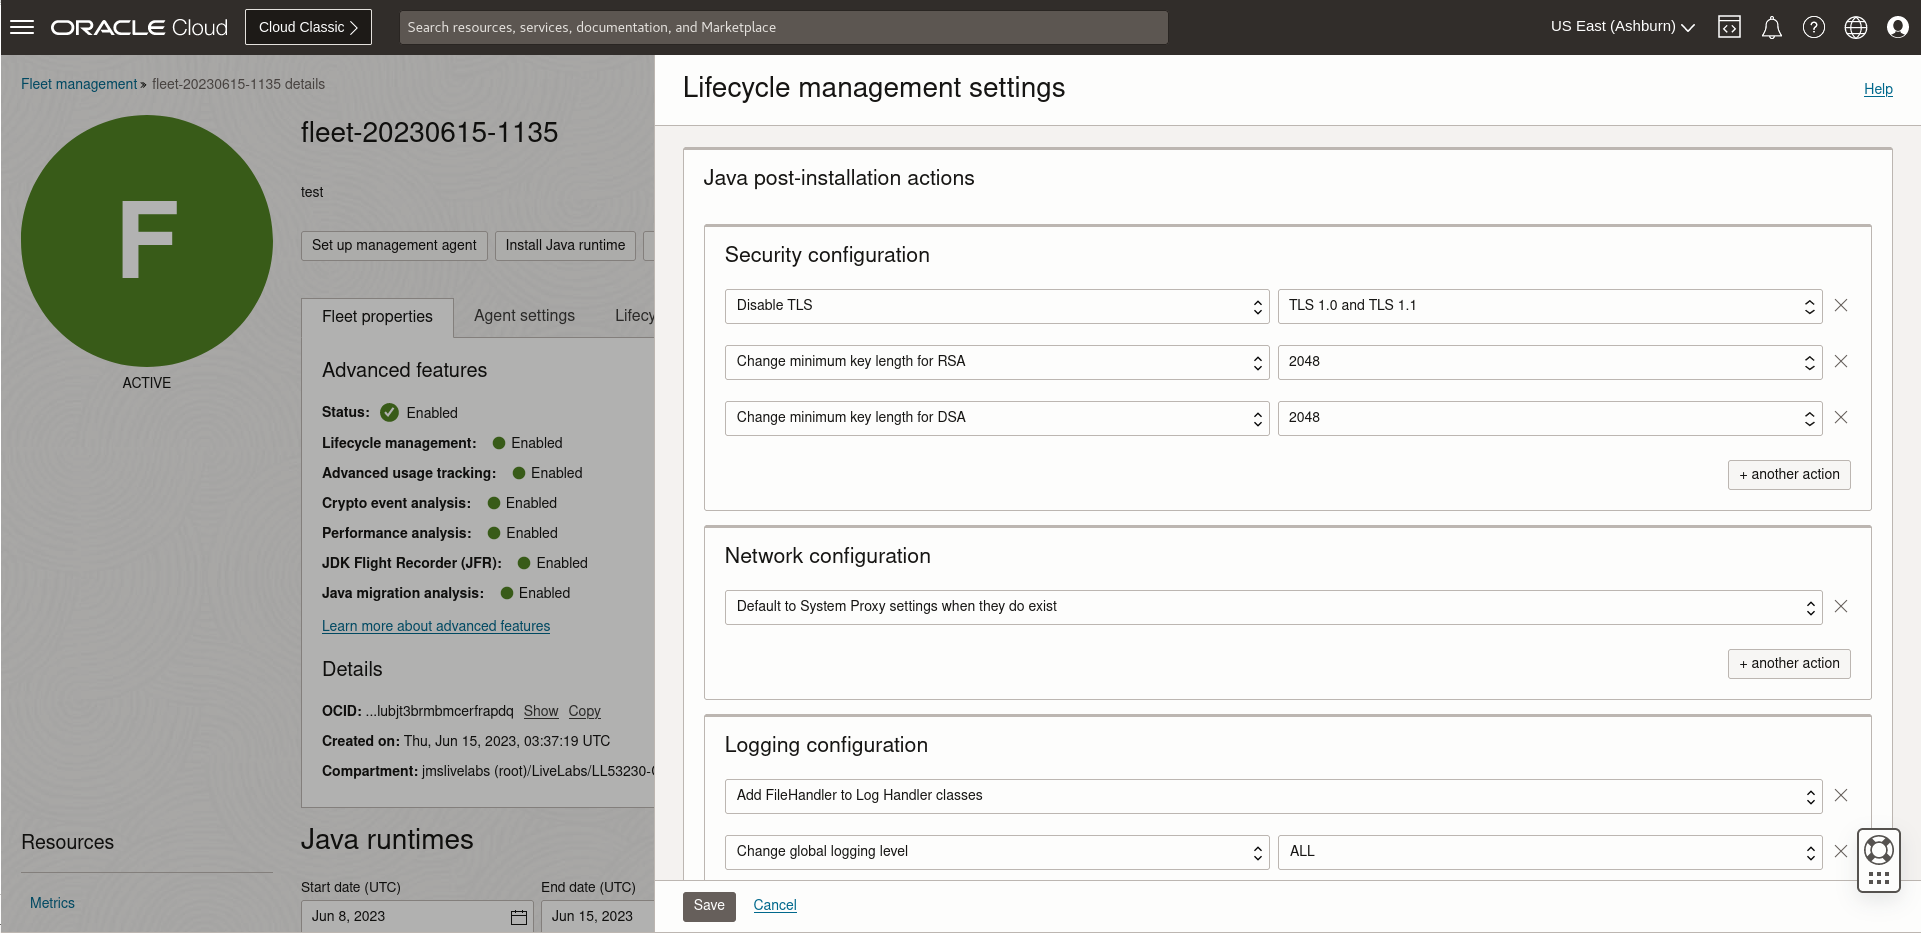 ORACLE Cloud
Cloud Classic
Search resources, services, documentation, and Marketplace
US East (Ashburn)
Fleet management » fleet-20230615-1135 details
F
ACTIVE
fleet-20230615-1135
test
Set up management agent
Install Java runtime
Fleet properties
Agent settings
Advanced features
Status: Enabled
Lifecycle management: Enabled
Advanced usage tracking: Enabled
Crypto event analysis: Enabled
Performance analysis: Enabled
JDK Flight Recorder (JFR): Enabled
Java migration analysis: Enabled
Learn more about advanced features
Details
OCID: ...lubjt3brmbmcerfrapdq Show Copy
Created on: Thu, Jun 15, 2023, 03:37:19 UTC
Compartment: jmslivelabs (root)/LiveLabs/LL53230-
Resources
Metrics
Java runtimes
Start date (UTC)
End date (UTC)
Jun 8, 2023
Jun 15, 2023
Lifecycle management settings
Help
Java post-installation actions
Security configuration
Disable TLS
TLS 1.0 and TLS 1.1
Change minimum key length for RSA
2048
Change minimum key length for DSA
2048
+ another action
Network configuration
Default to System Proxy settings when they do exist
+ another action
Logging configuration
Add FileHandler to Log Handler classes
Change global logging level
ALL
Save
Cancel